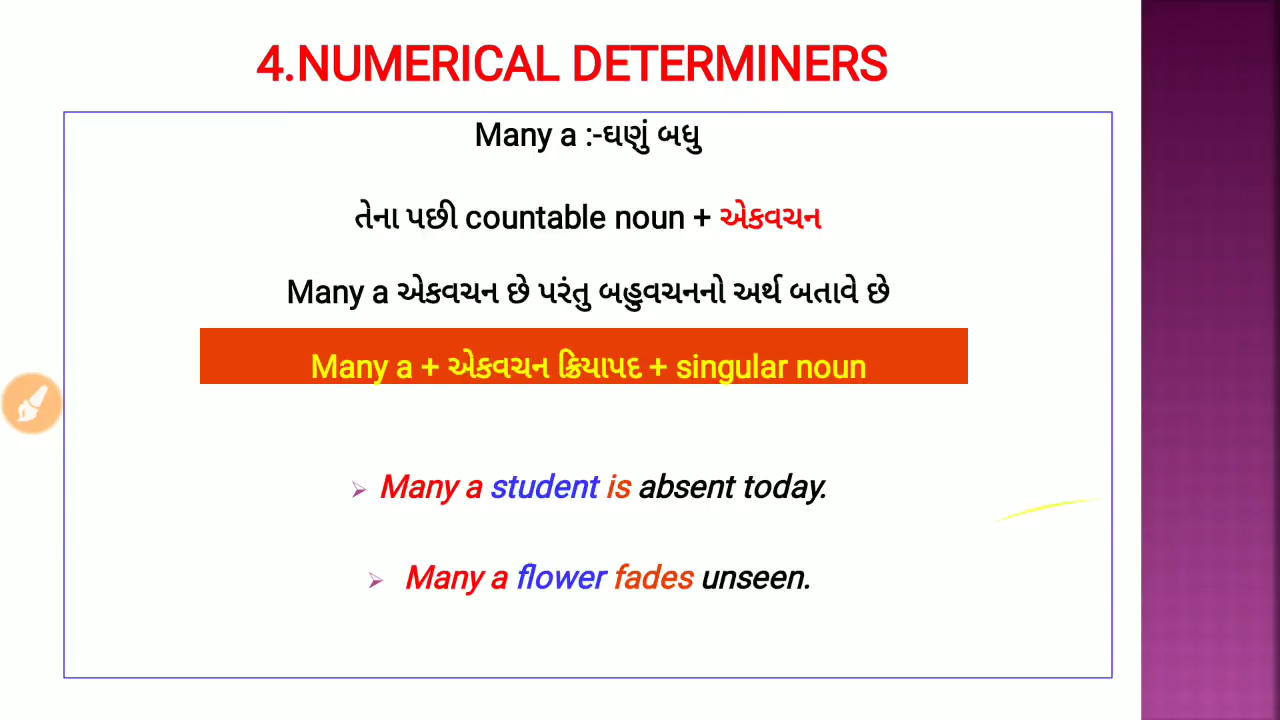 4.NUMERICAL DETERMINERS
Many a :-ઘણું બધુ
તેના પછી countable noun + એકવચન
Many a એકવચન છે પરંતુ બહુવચનનો અર્થ બતાવે છે
Many a + એકવચન ક્રિયાપદ + singular noun
Many a student is absent today.
Many a flower fades unseen.